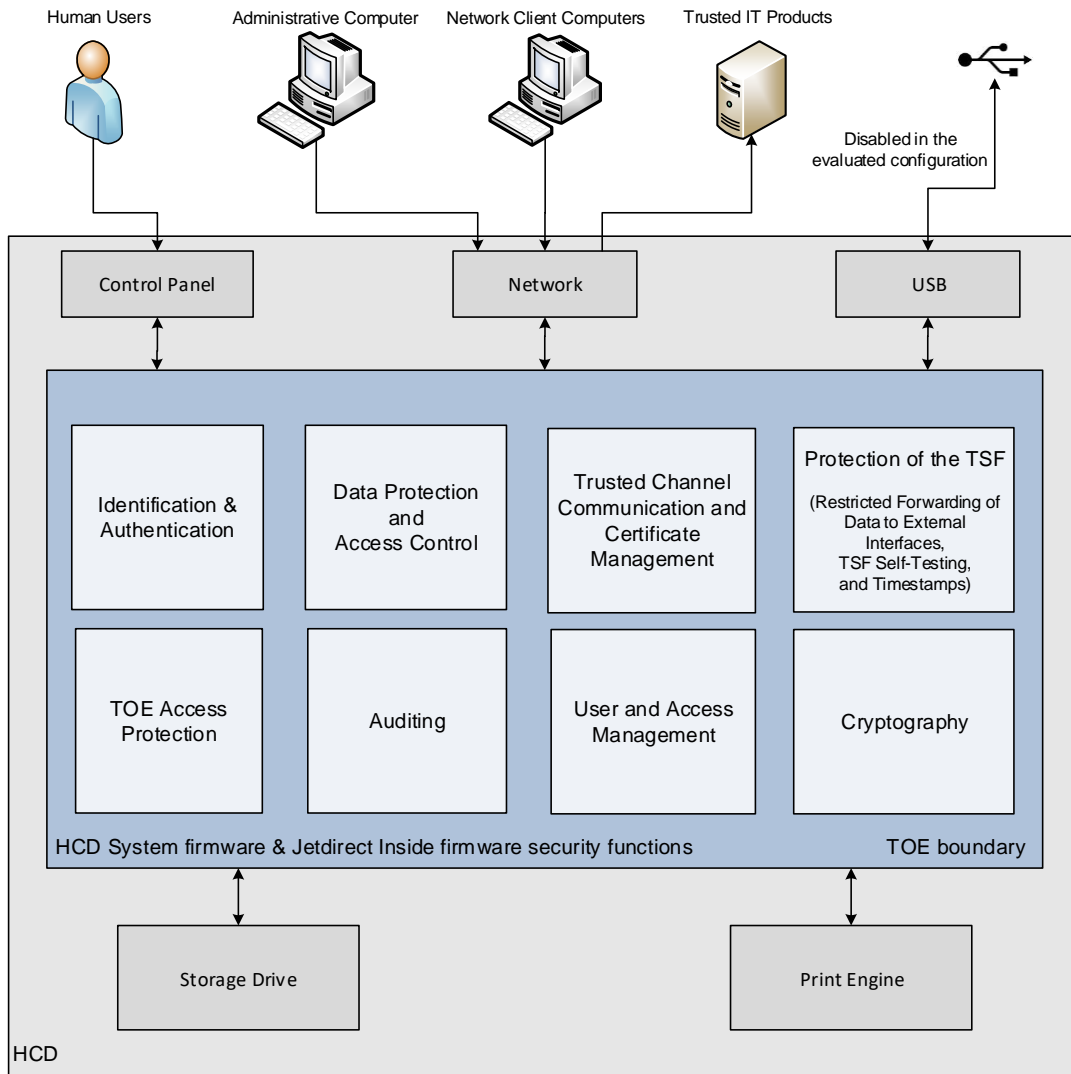 Human Users
Administrative Computer
Network Client Computers
Trusted IT Products
Disabled in the
evaluated configuration
Control Panel
Network
USB
Identification &
Authentication
Data Protection
and
Access Control
Trusted Channel
Communication and
Certificate
Management
Protection of the TSF
(Restricted Forwarding of
Data to External
Interfaces,
TSF Self-Testing,
and Timestamps)
TOE Access
Protection
Auditing
User and Access
Management
Cryptography
HCD System firmware & Jetdirect Inside firmware security functions
TOE boundary
Storage Drive
Print Engine
HCD